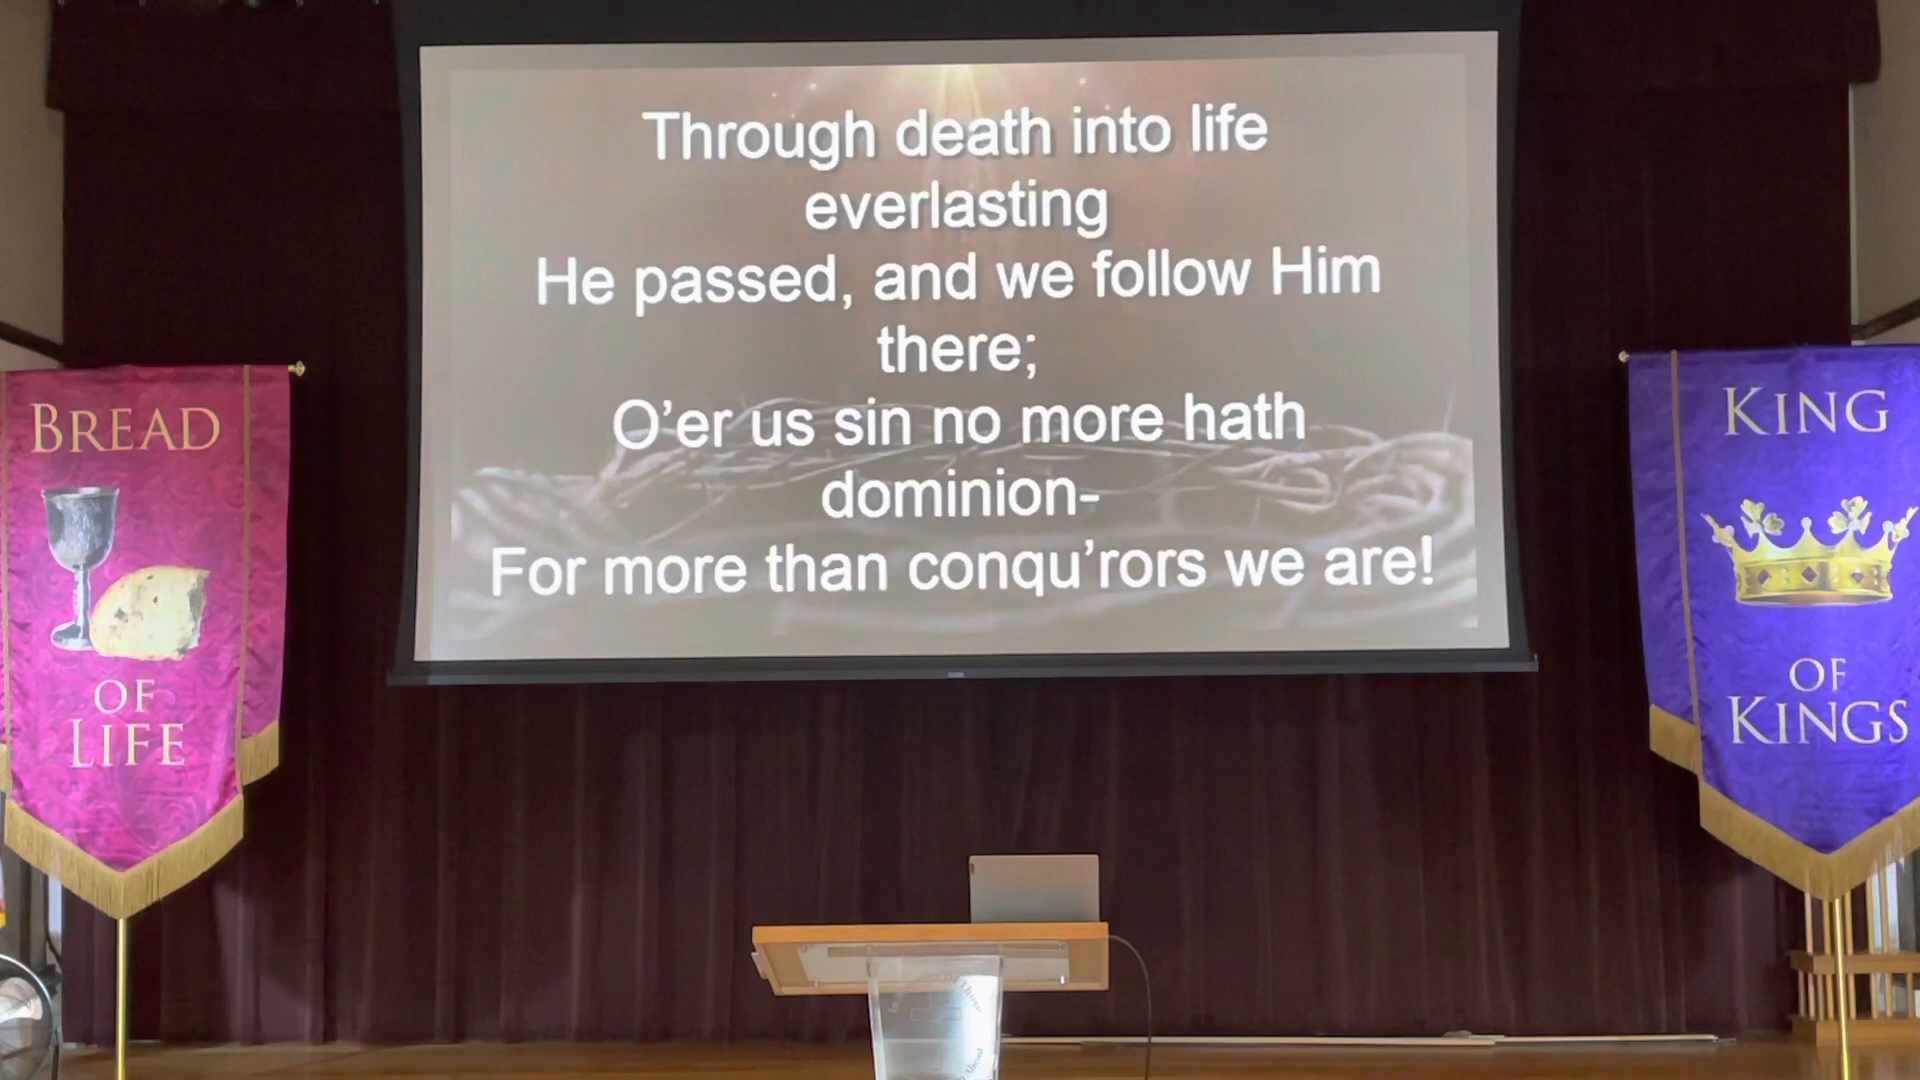 Through death into life
everlasting
He passed, and we follow Him
there;
O'er us sin no more hath
dominion-
For more than conqu'rors we are!
BREAD
OF
LIFE
KING
OF
KINGS